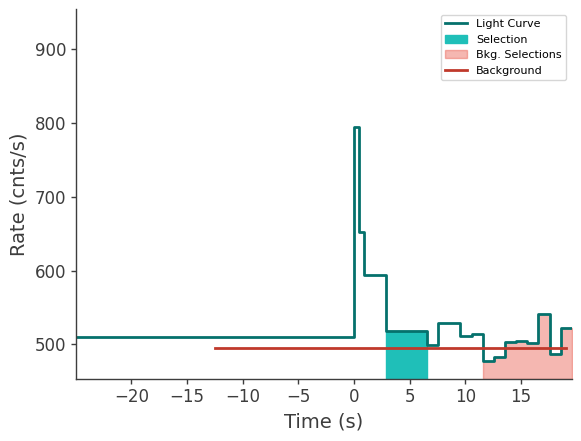 Light Curve
Selection
Bkg. Selections
Background
Rate (cnts/s)
900
800
700
600
500
−20
−15
−10
−5
0
5
10
15
Time (s)